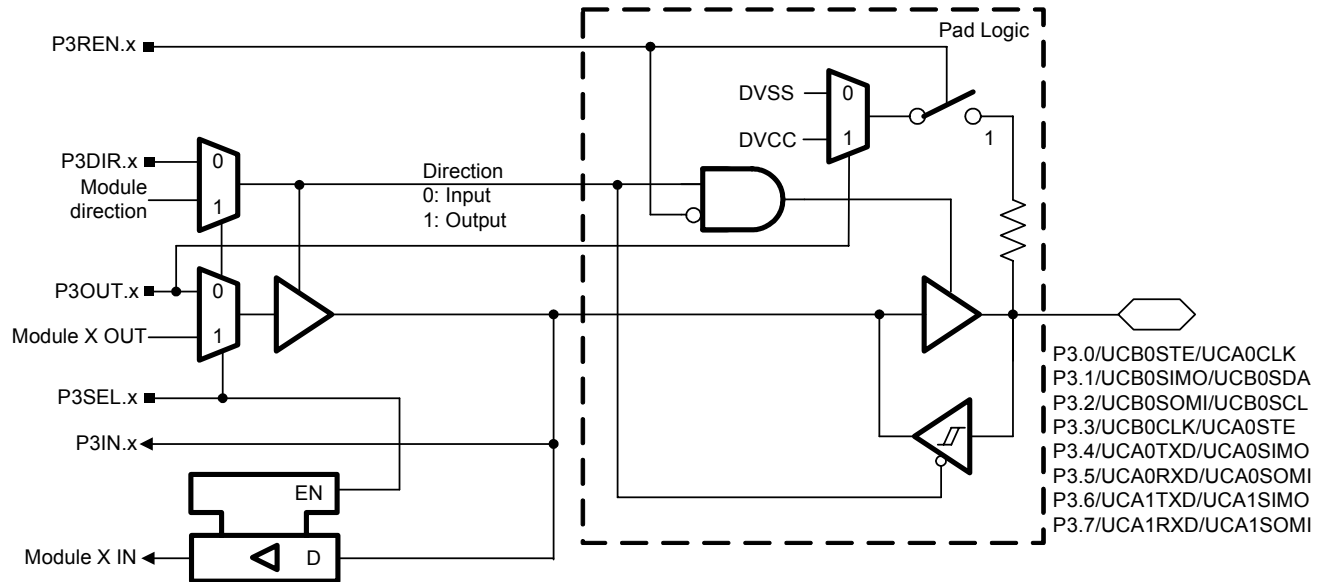 Pad Logic
P3REN.x
DVSS
0
DVCC
1
1
P3DIR.x
0
Module
direction
1
Direction
0: Input
1: Output
P3OUT.x
0
Module X OUT
1
P3SEL.x
P3IN.x
EN
Module X IN
D
P3.0/UCB0STE/UCA0CLK
P3.1/UCB0SIMO/UCB0SDA
P3.2/UCB0SOMI/UCB0SCL
P3.3/UCB0CLK/UCA0STE
P3.4/UCA0TXD/UCA0SIMO
P3.5/UCA0RXD/UCA0SOMI
P3.6/UCA1TXD/UCA1SIMO
P3.7/UCA1RXD/UCA1SOMI